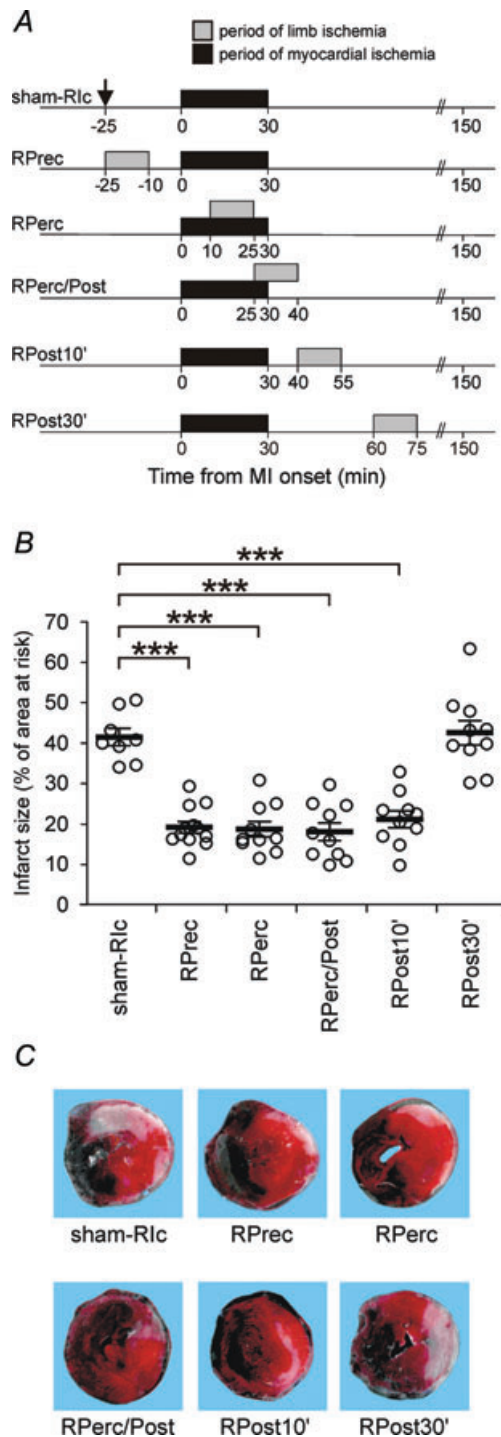 A
period of limb ischemia
period of myocardial ischemia
sham-RIc
-25 0 30 150
RPrec
-25 -10 0 30 150
RPerc
0 10 25 30 150
RPerc/Post
0 25 30 40 150
RPost10'
0 30 40 55 150
RPost30'
0 30 60 75 150
Time from MI onset (min)
B
***
***
***
***
Infarct size (% of area at risk)
70
60
50
40
30
20
10
0
sham-RIc
RPrec
RPerc
RPerc/Post
RPost10'
RPost30'
C
sham-RIc RPrec RPerc
RPerc/Post RPost10' RPost30'